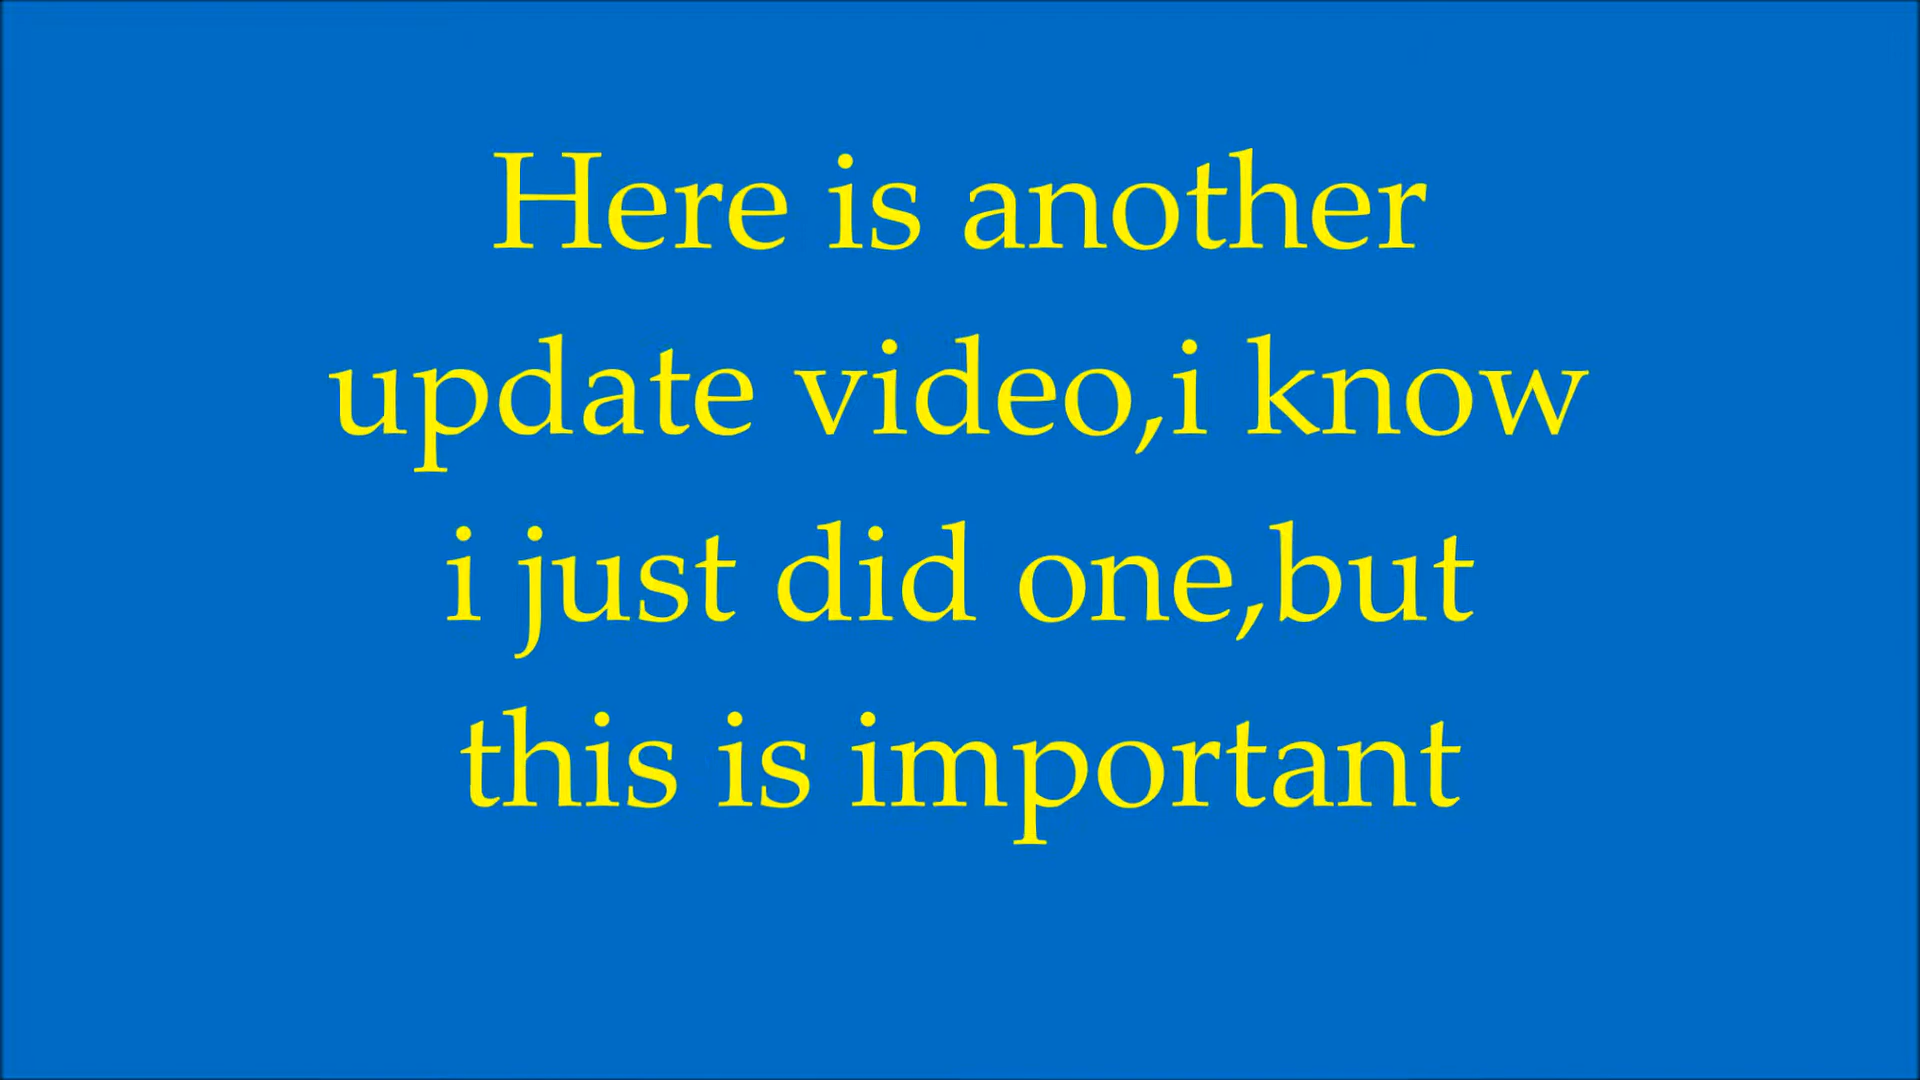 Here is another
update video,i know
i just did one,but
this is important